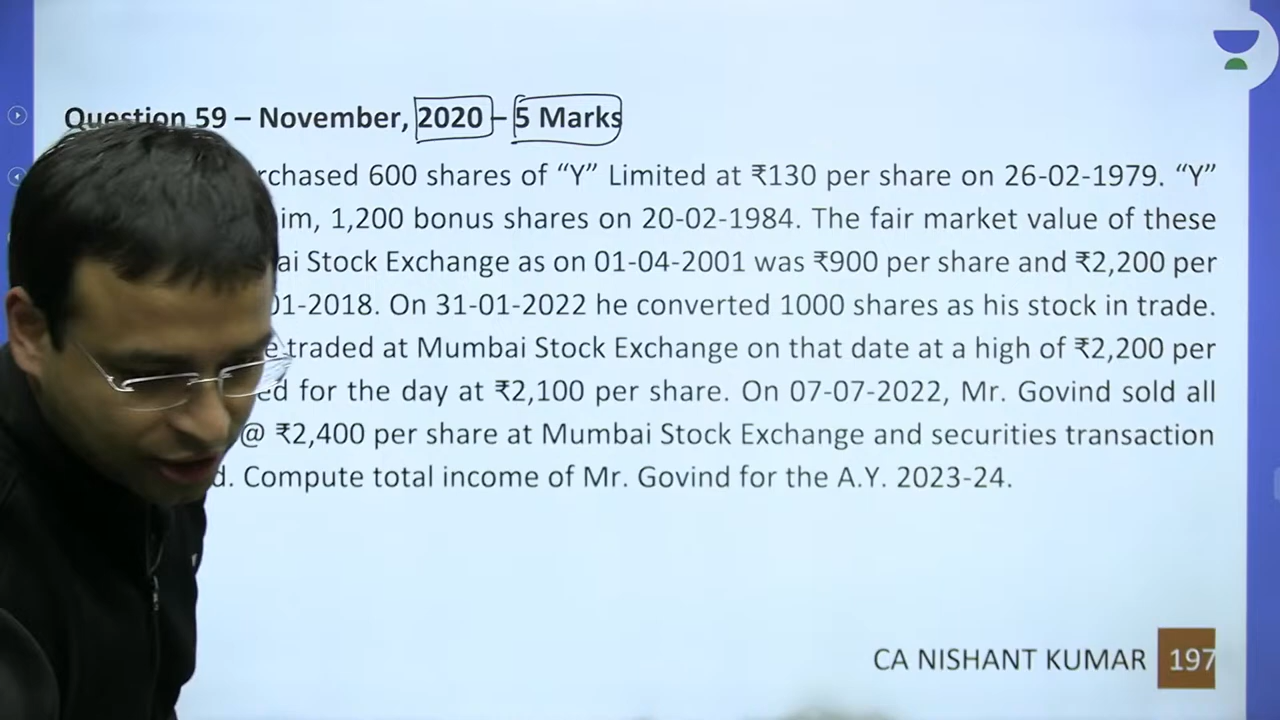 Question 59 – November, 2020 – 5 Marks
600 shares of “Y” Limited at ₹130 per share on 26-02-1979. “Y”
1,200 bonus shares on 20-02-1984. The fair market value of these
Stock Exchange as on 01-04-2001 was ₹900 per share and ₹2,200 per
On 31-01-2022 he converted 1000 shares as his stock in trade.
traded at Mumbai Stock Exchange on that date at a high of ₹2,200 per
for the day at ₹2,100 per share. On 07-07-2022, Mr. Govind sold all
@ ₹2,400 per share at Mumbai Stock Exchange and securities transaction
Compute total income of Mr. Govind for the A.Y. 2023-24.
CA NISHANT KUMAR 197